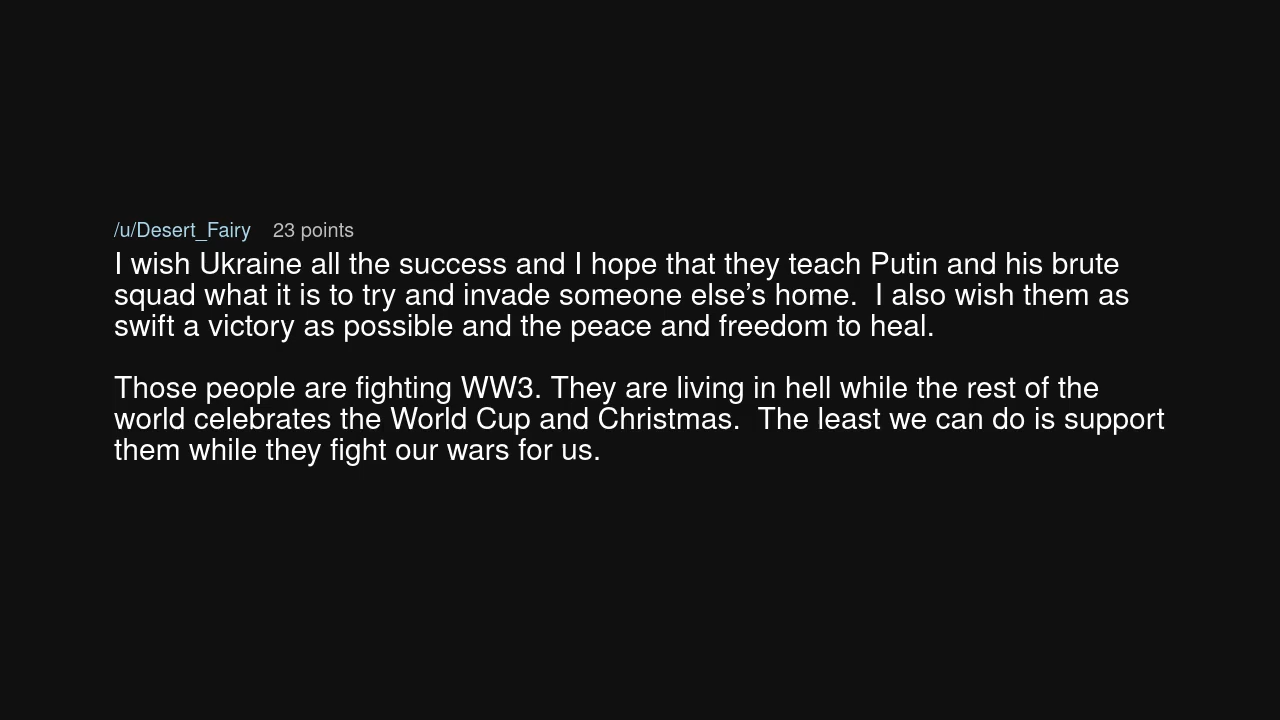 /u/Desert_Fairy 23 points
I wish Ukraine all the success and I hope that they teach Putin and his brute
squad what it is to try and invade someone else’s home.  I also wish them as
swift a victory as possible and the peace and freedom to heal.
Those people are fighting WW3. They are living in hell while the rest of the
world celebrates the World Cup and Christmas.  The least we can do is support
them while they fight our wars for us.